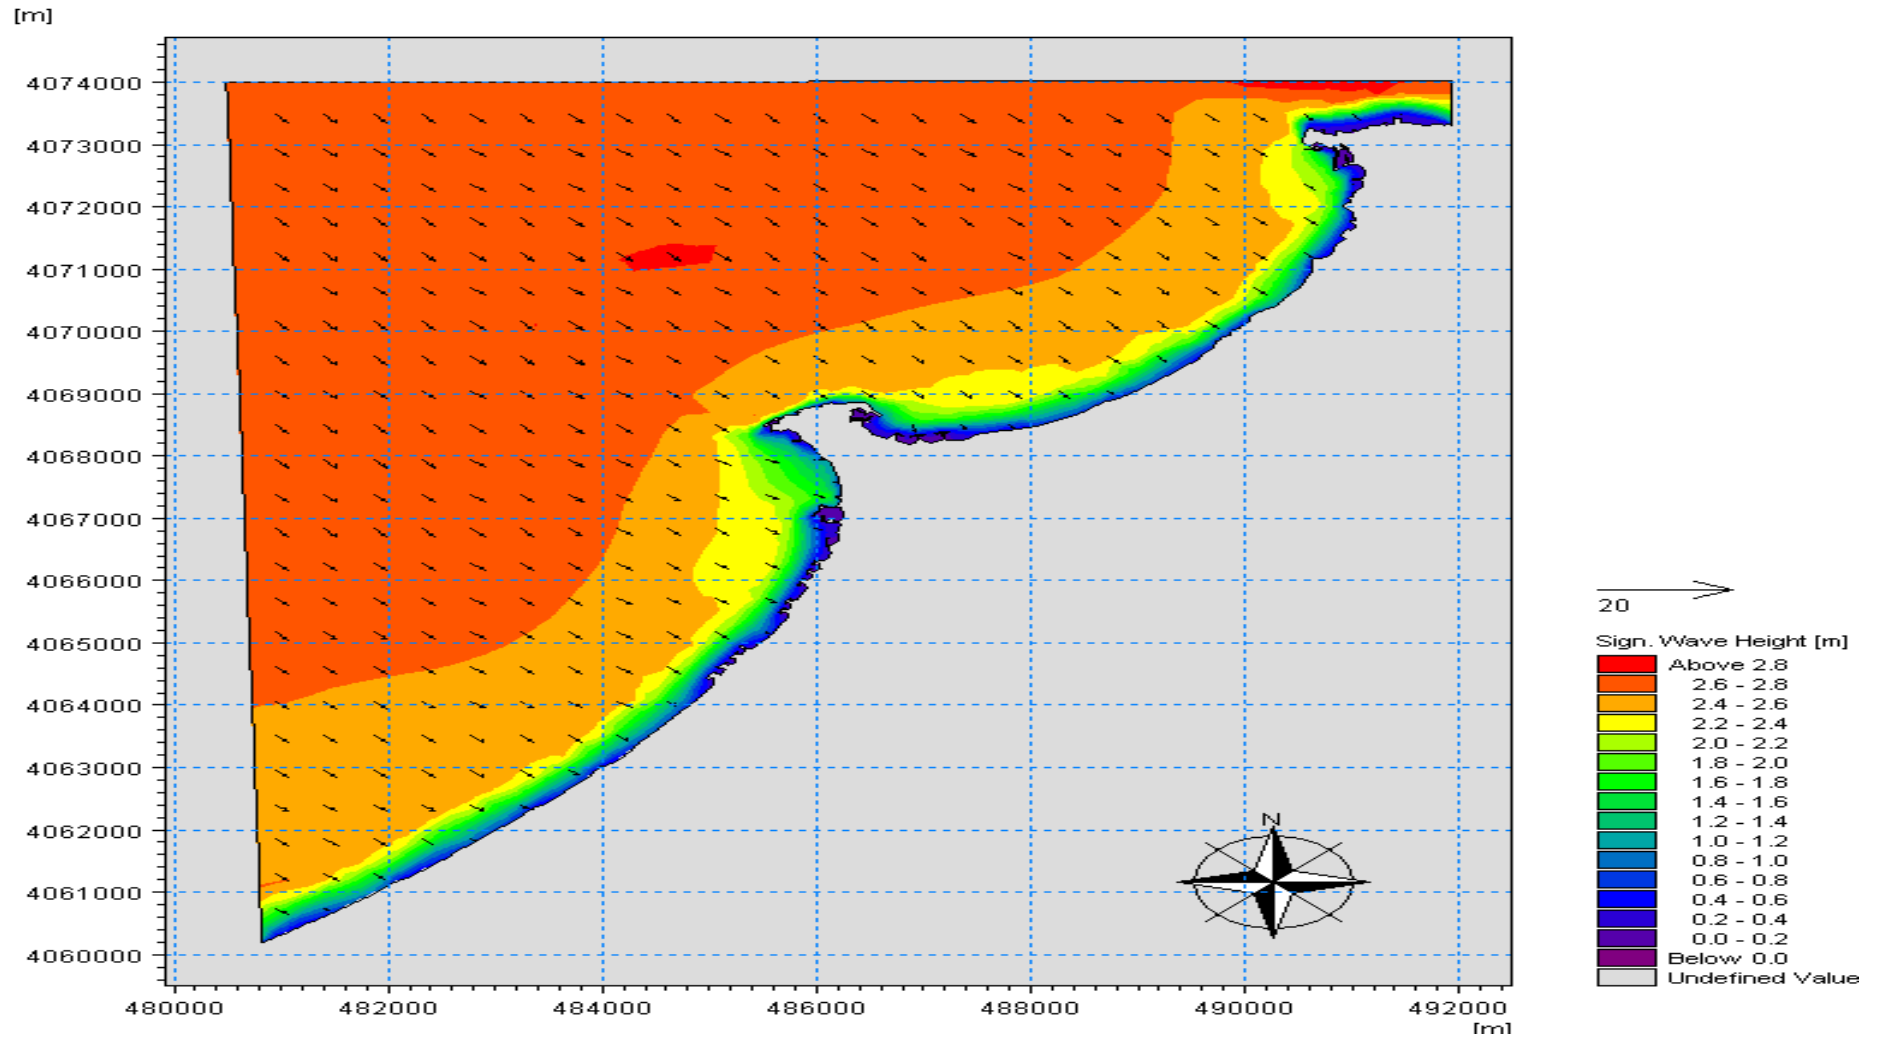 [m]
4074000
4073000
4072000
4071000
4070000
4069000
4068000
4067000
4066000
4065000
4064000
4063000
4062000
4061000
4060000
480000 482000 484000 486000 488000 490000 492000
[m]
N
20
Sign. Wave Height [m]
Above 2.8
2.6 - 2.8
2.4 - 2.6
2.2 - 2.4
2.0 - 2.2
1.8 - 2.0
1.6 - 1.8
1.4 - 1.6
1.2 - 1.4
1.0 - 1.2
0.8 - 1.0
0.6 - 0.8
0.4 - 0.6
0.2 - 0.4
0.0 - 0.2
Below 0.0
Undefined Value